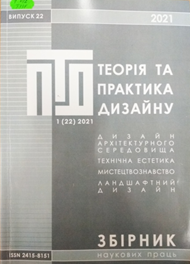 ВИПУСК 22
2021
ТЕОРІЯ ТА
ПРАКТИКА
ДИЗАЙНУ
1 (22) 2021
ДИЗАЙН
АРХІТЕКТУРНОГО
СЕРЕДОВИЩА
ТЕХНІЧНА ЕСТЕТИКА
МИСТЕЦТВОЗНАВСТВО
ЛАНДШАФТНИЙ
ДИЗАЙН
ISSN 2415-8151
ЗБІРНИК
наукових праць